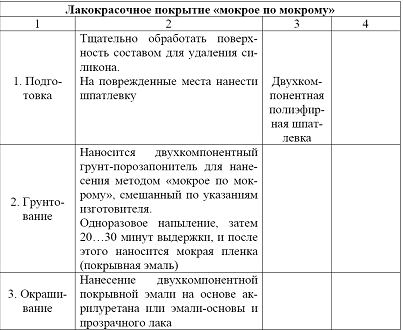 Лакокрасочное покрытие «мокрое по мокрому»
1 2 3 4
1. Подго-
товка
Тщательно обработать поверх-
ность составом для удаления си-
ликона.
На поврежденные места нанести
шпатлевку
Двухком-
понентная
полиэфир-
ная шпат-
левка
2. Грунто-
вание
Наносится двухкомпонентный
грунт-порозапонитель для нане-
сения методом «мокрое по мок-
рому», смешанный по указаниям
изготовителя.
Одноразовое напыление, затем
20…30 минут выдержки, и после
этого наносится мокрая пленка
(покрывная эмаль)
3. Окраши-
вание
Нанесение двухкомпонентной
покрывной эмали на основе ак-
рилуретана или эмали-основы и
прозрачного лака